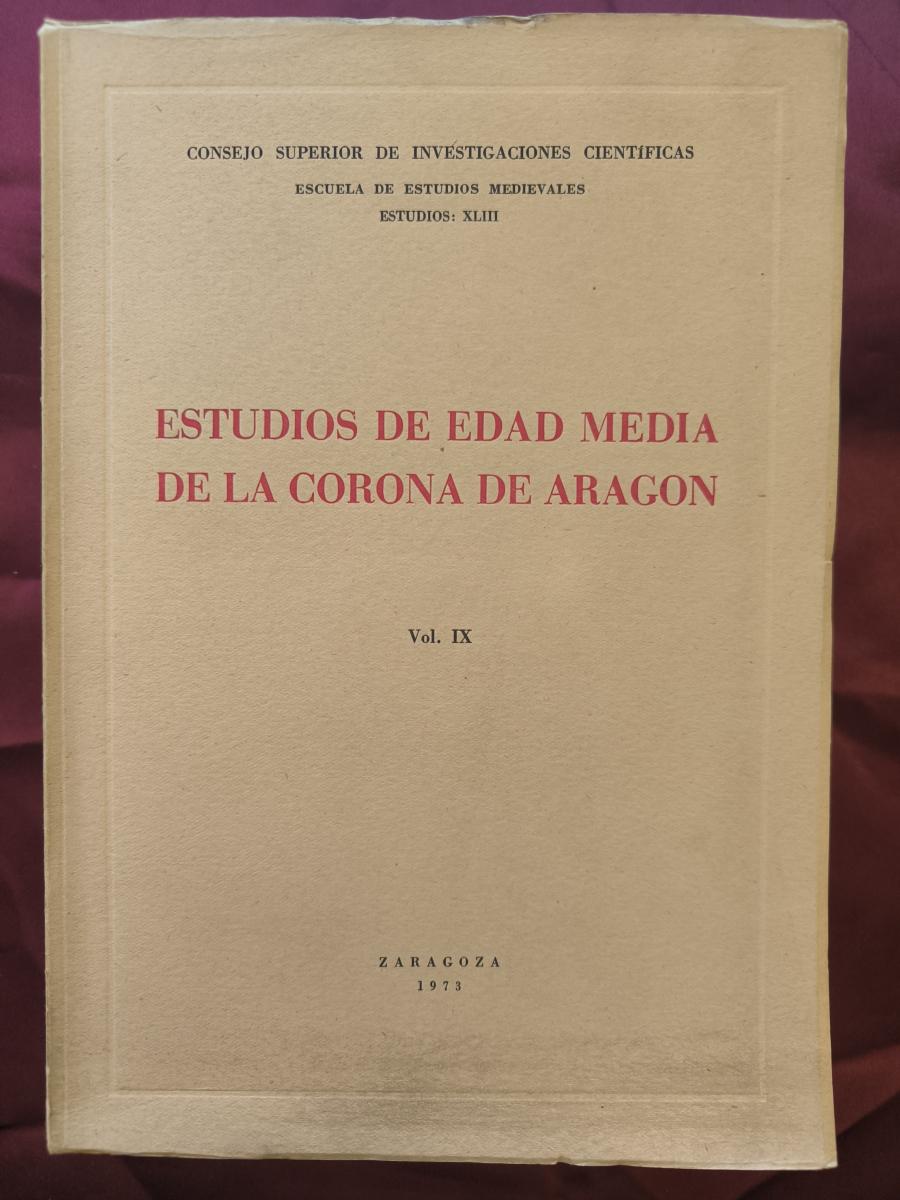 CONSEJO SUPERIOR DE INVESTIGACIONES CIENTÍFICAS
ESCUELA DE ESTUDIOS MEDIEVALES
ESTUDIOS: XLIII
ESTUDIOS DE EDAD MEDIA
DE LA CORONA DE ARAGON
Vol. IX
ZARAGOZA
1973